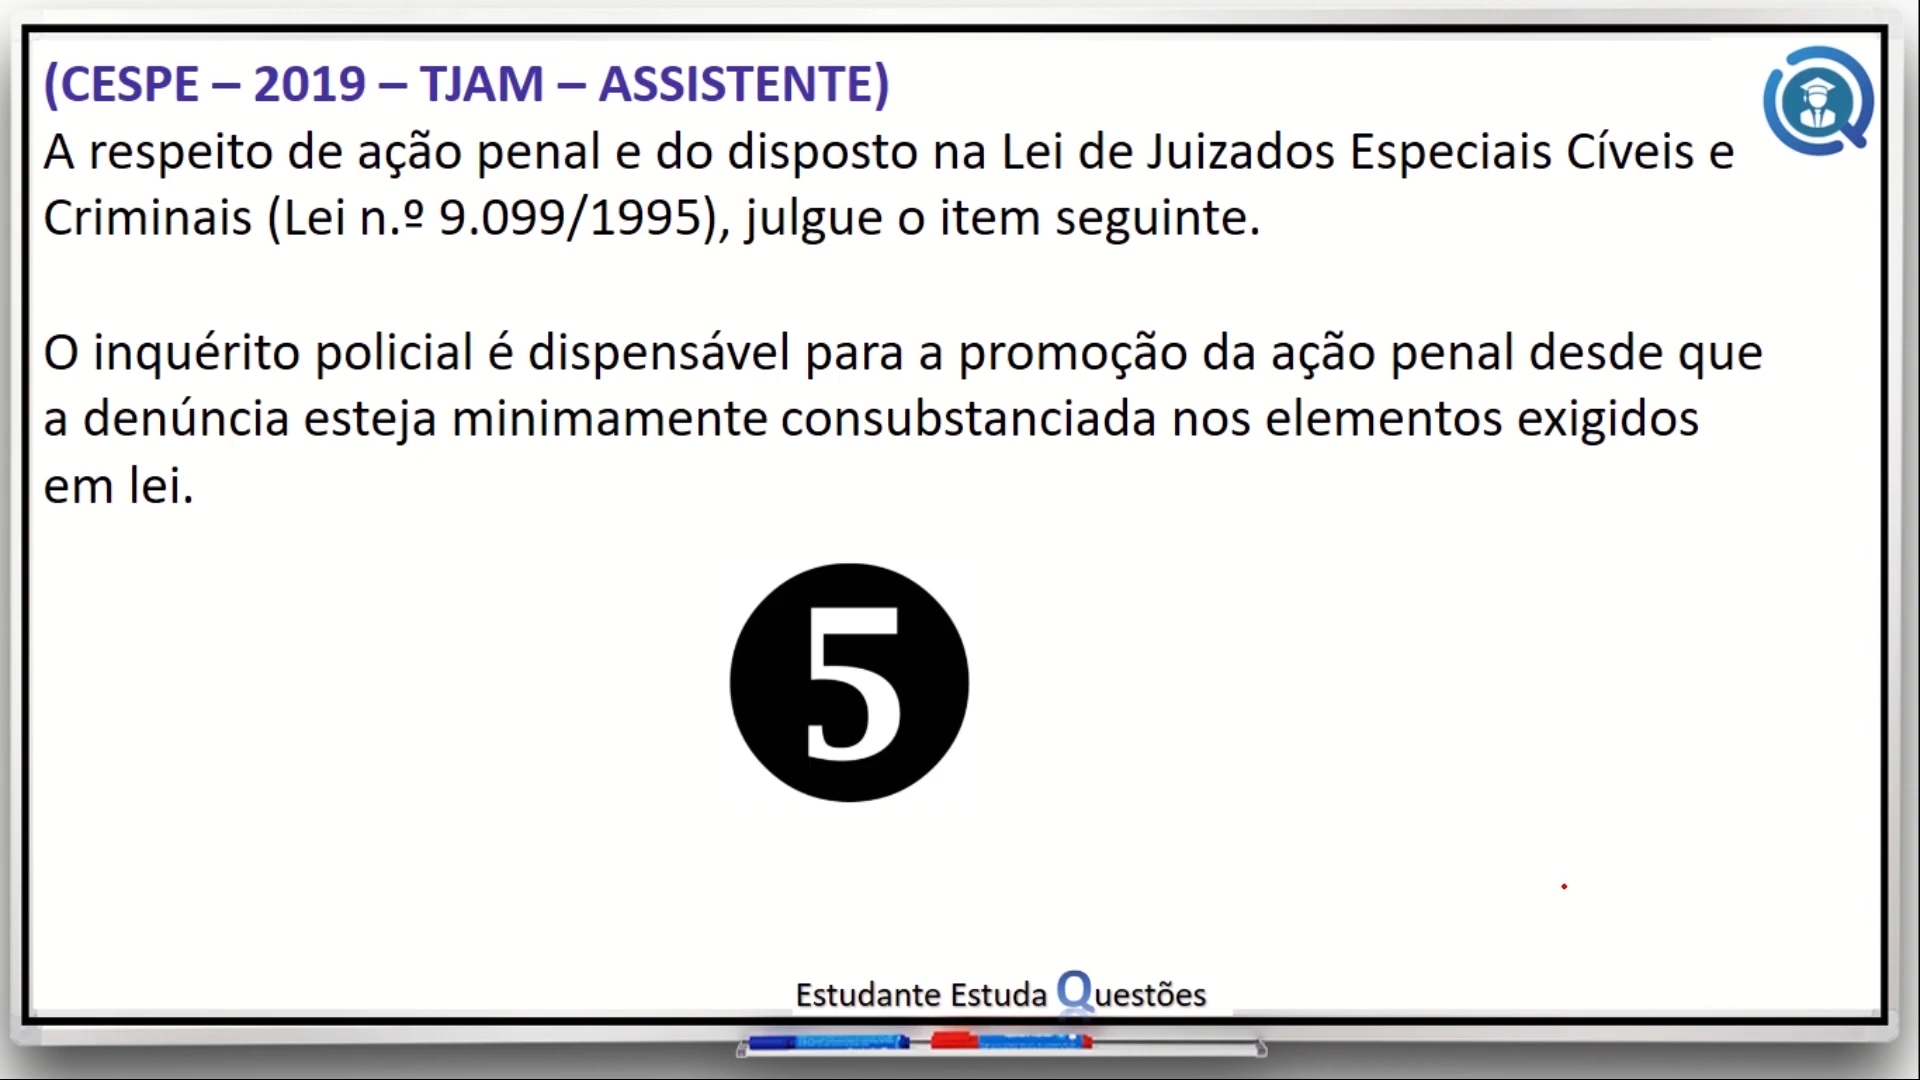 (CESPE – 2019 – TJAM – ASSISTENTE)
A respeito de ação penal e do disposto na Lei de Juizados Especiais Cíveis e
Criminais (Lei n.º 9.099/1995), julgue o item seguinte.
O inquérito policial é dispensável para a promoção da ação penal desde que
a denúncia esteja minimamente consubstanciada nos elementos exigidos
em lei.
5
Estudante Estuda Questões